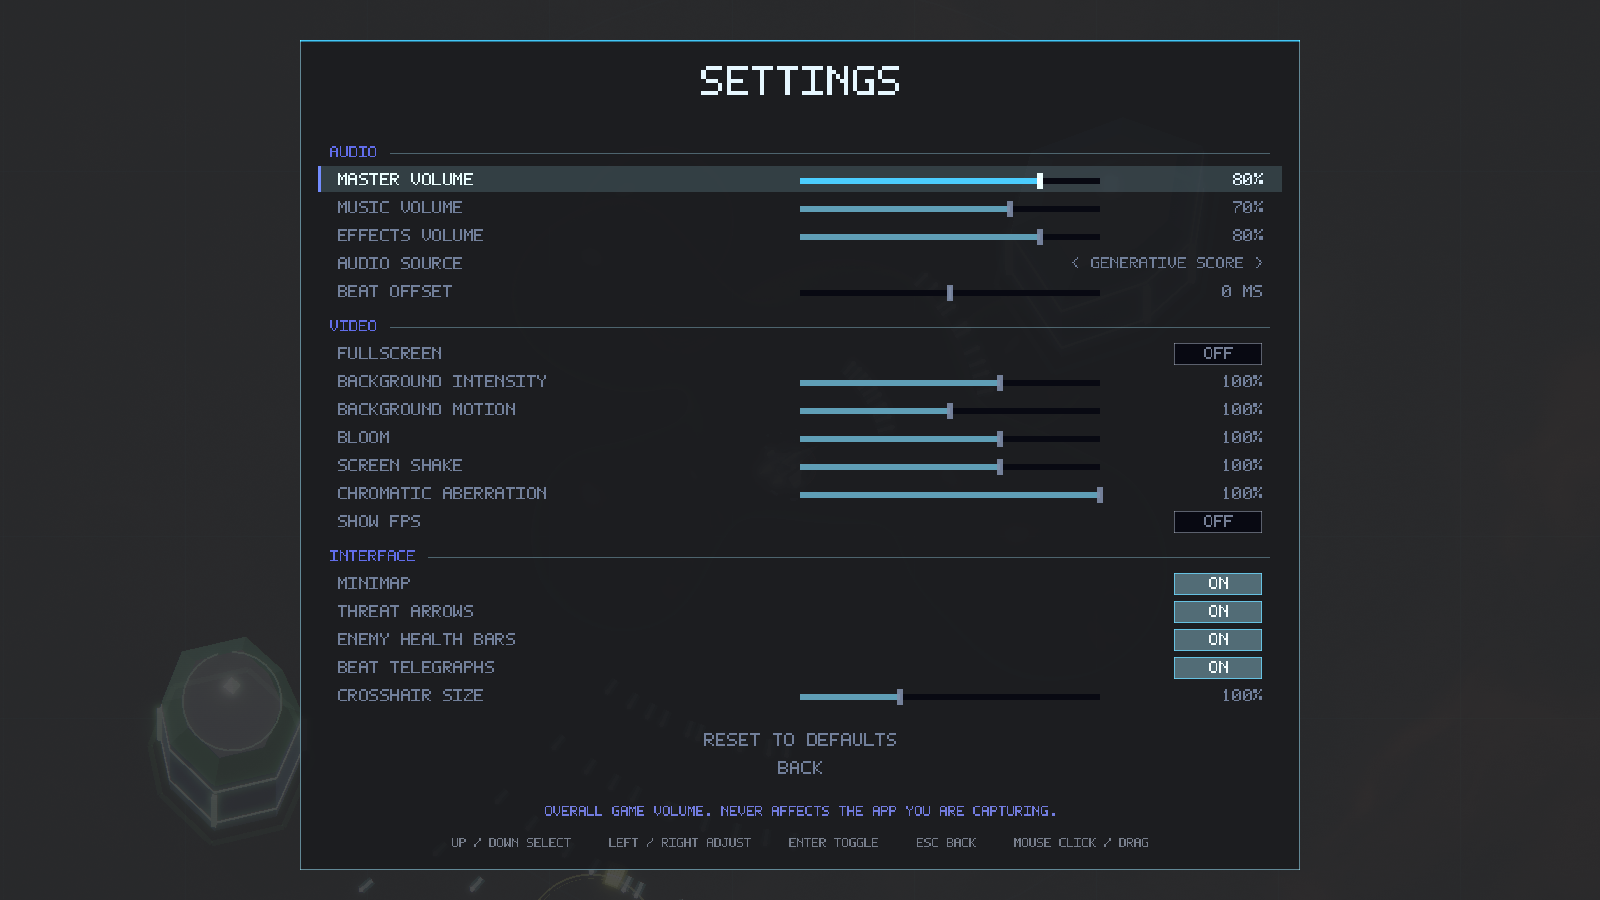 SETTINGS
AUDIO
MASTER VOLUME 80%
MUSIC VOLUME 70%
EFFECTS VOLUME 80%
AUDIO SOURCE < GENERATIVE SCORE >
BEAT OFFSET 0 MS
VIDEO
FULLSCREEN OFF
BACKGROUND INTENSITY 100%
BACKGROUND MOTION 100%
BLOOM 100%
SCREEN SHAKE 100%
CHROMATIC ABERRATION 100%
SHOW FPS OFF
INTERFACE
MINIMAP ON
THREAT ARROWS ON
ENEMY HEALTH BARS ON
BEAT TELEGRAPHS ON
CROSSHAIR SIZE 100%
RESET TO DEFAULTS
BACK
OVERALL GAME VOLUME. NEVER AFFECTS THE APP YOU ARE CAPTURING.
UP / DOWN SELECT LEFT / RIGHT ADJUST ENTER TOGGLE ESC BACK MOUSE CLICK / DRAG